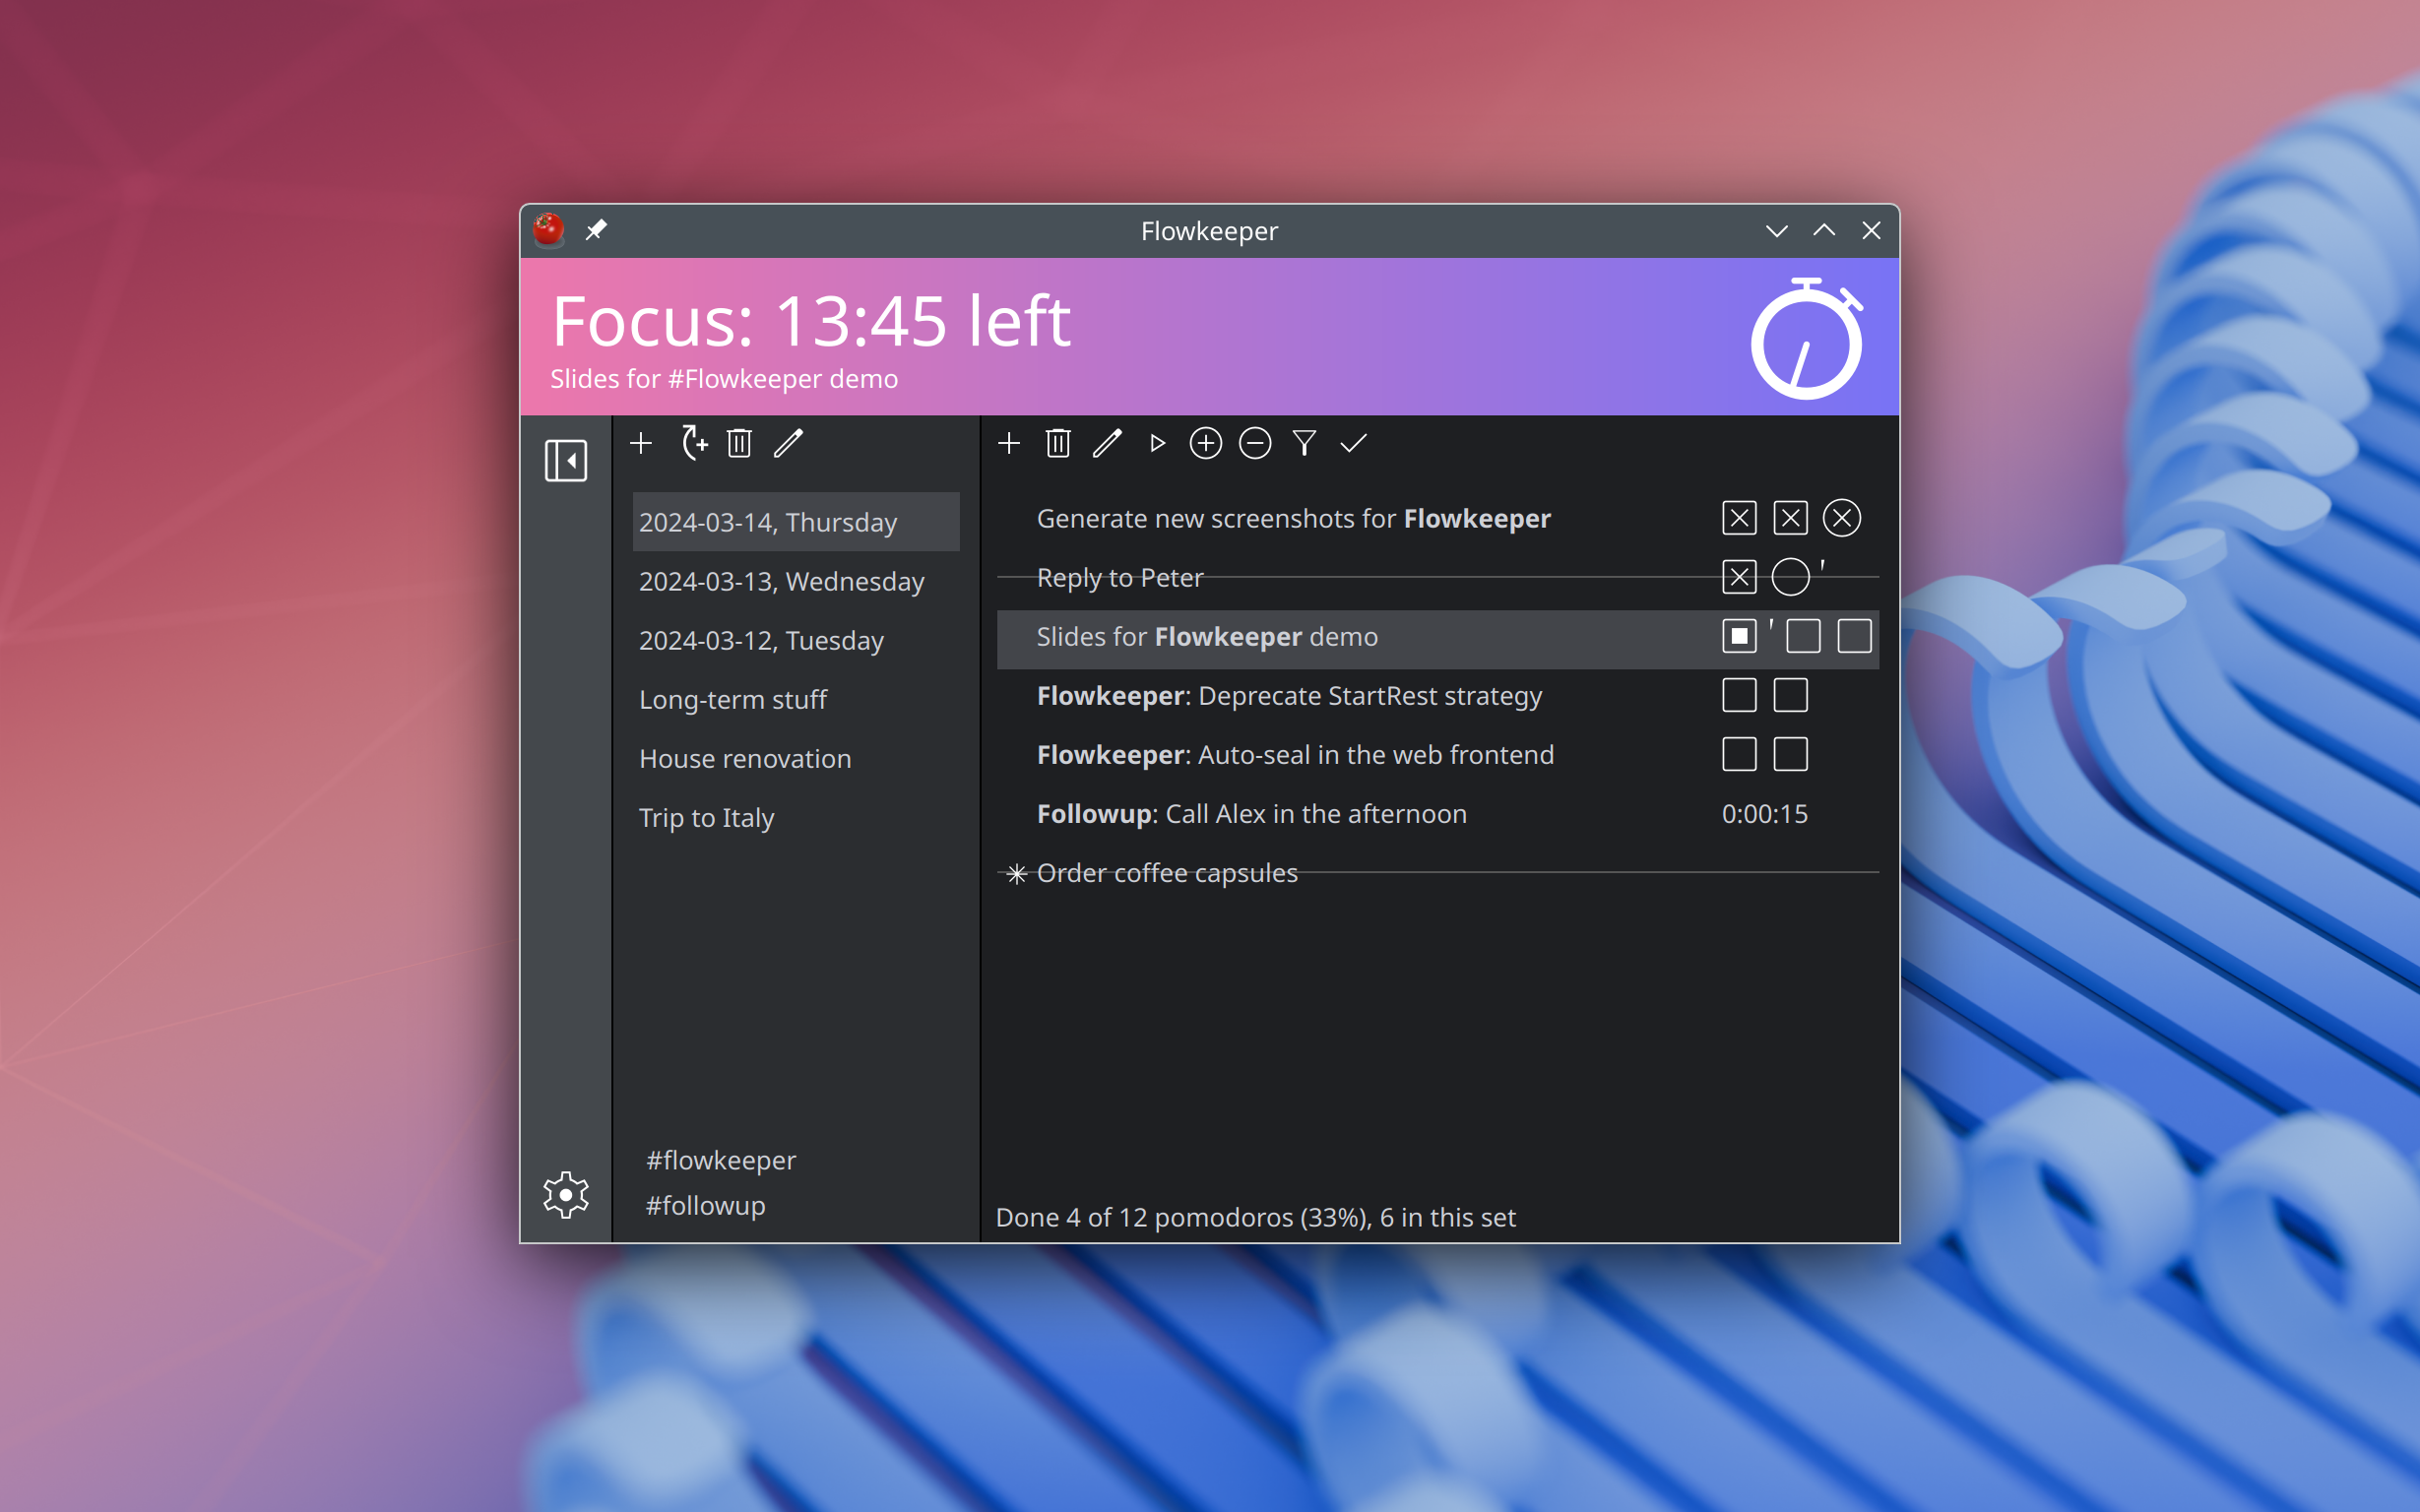 Flowkeeper
Focus: 13:45 left
Slides for #Flowkeeper demo
2024-03-14, Thursday
2024-03-13, Wednesday
2024-03-12, Tuesday
Long-term stuff
House renovation
Trip to Italy
#flowkeeper
#followup
Generate new screenshots for Flowkeeper
Reply to Peter
Slides for Flowkeeper demo
Flowkeeper: Deprecate StartRest strategy
Flowkeeper: Auto-seal in the web frontend
Followup: Call Alex in the afternoon 0:00:15
Order coffee capsules
Done 4 of 12 pomodoros (33%), 6 in this set